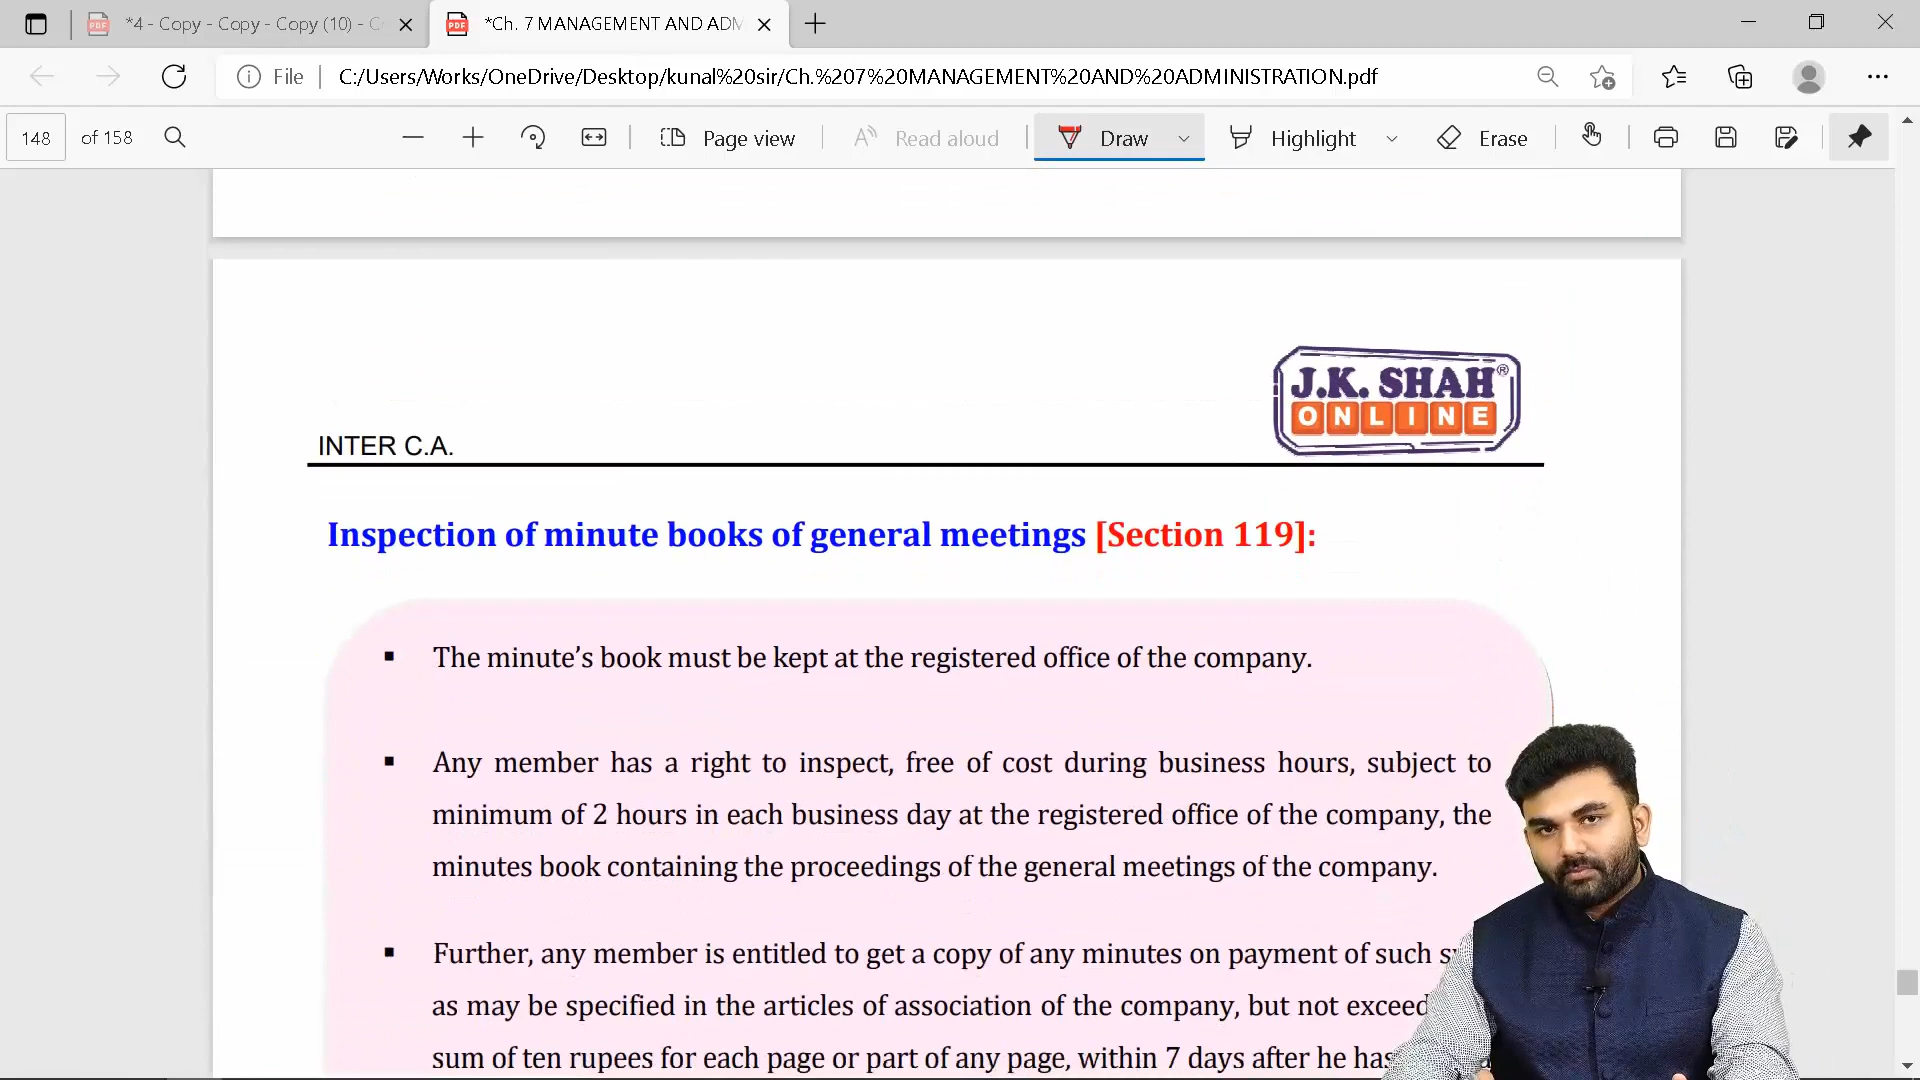 *4 - Copy - Copy - Copy (10) - C
*Ch. 7 MANAGEMENT AND ADM
File
C:/Users/Works/OneDrive/Desktop/kunal%20sir/Ch.%207%20MANAGEMENT%20AND%20ADMINISTRATION.pdf
148 of 158
Page view
Read aloud
Draw
Highlight
Erase
J.K. SHAH®
ONLINE
INTER C.A.
Inspection of minute books of general meetings [Section 119]:
▪ The minute’s book must be kept at the registered office of the company.
▪ Any member has a right to inspect, free of cost during business hours, subject to
minimum of 2 hours in each business day at the registered office of the company, the
minutes book containing the proceedings of the general meetings of the company.
▪ Further, any member is entitled to get a copy of any minutes on payment of such
as may be specified in the articles of association of the company, but not exceed
sum of ten rupees for each page or part of any page, within 7 days after he has